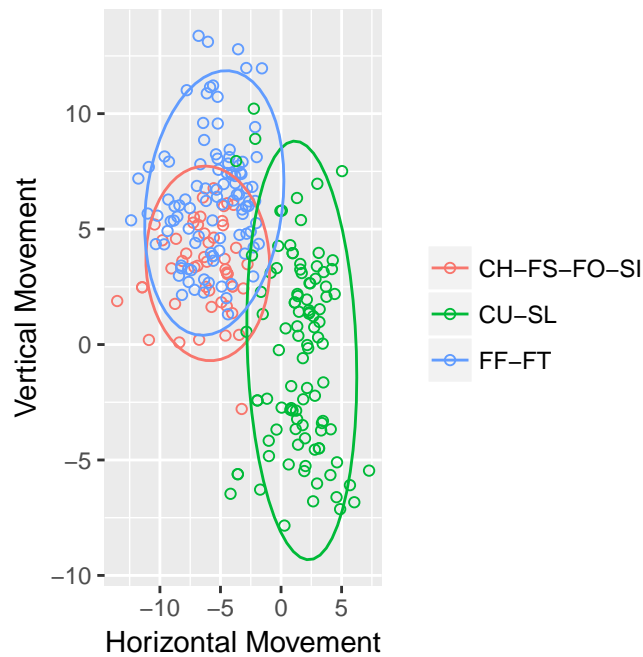 Vertical Movement
10
5
0
−5
−10
−10 −5 0 5
Horizontal Movement
CH−FS−FO−SI
CU−SL
FF−FT